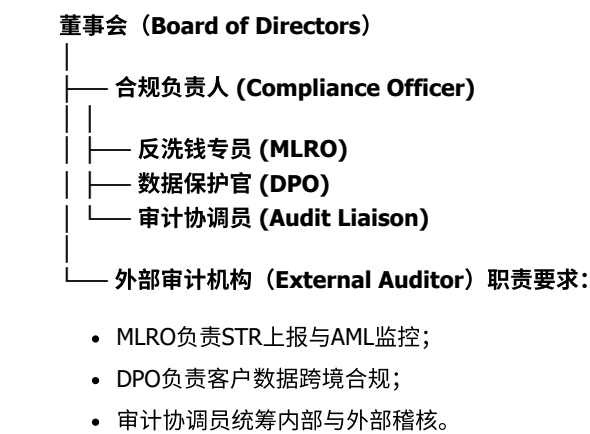 董事会（Board of Directors）
│
├── 合规负责人 (Compliance Officer)
│ │
│ ├── 反洗钱专员 (MLRO)
│ ├── 数据保护官 (DPO)
│ └── 审计协调员 (Audit Liaison)
│
└── 外部审计机构（External Auditor）职责要求：
• MLRO负责STR上报与AML监控；
• DPO负责客户数据跨境合规；
• 审计协调员统筹内部与外部稽核。